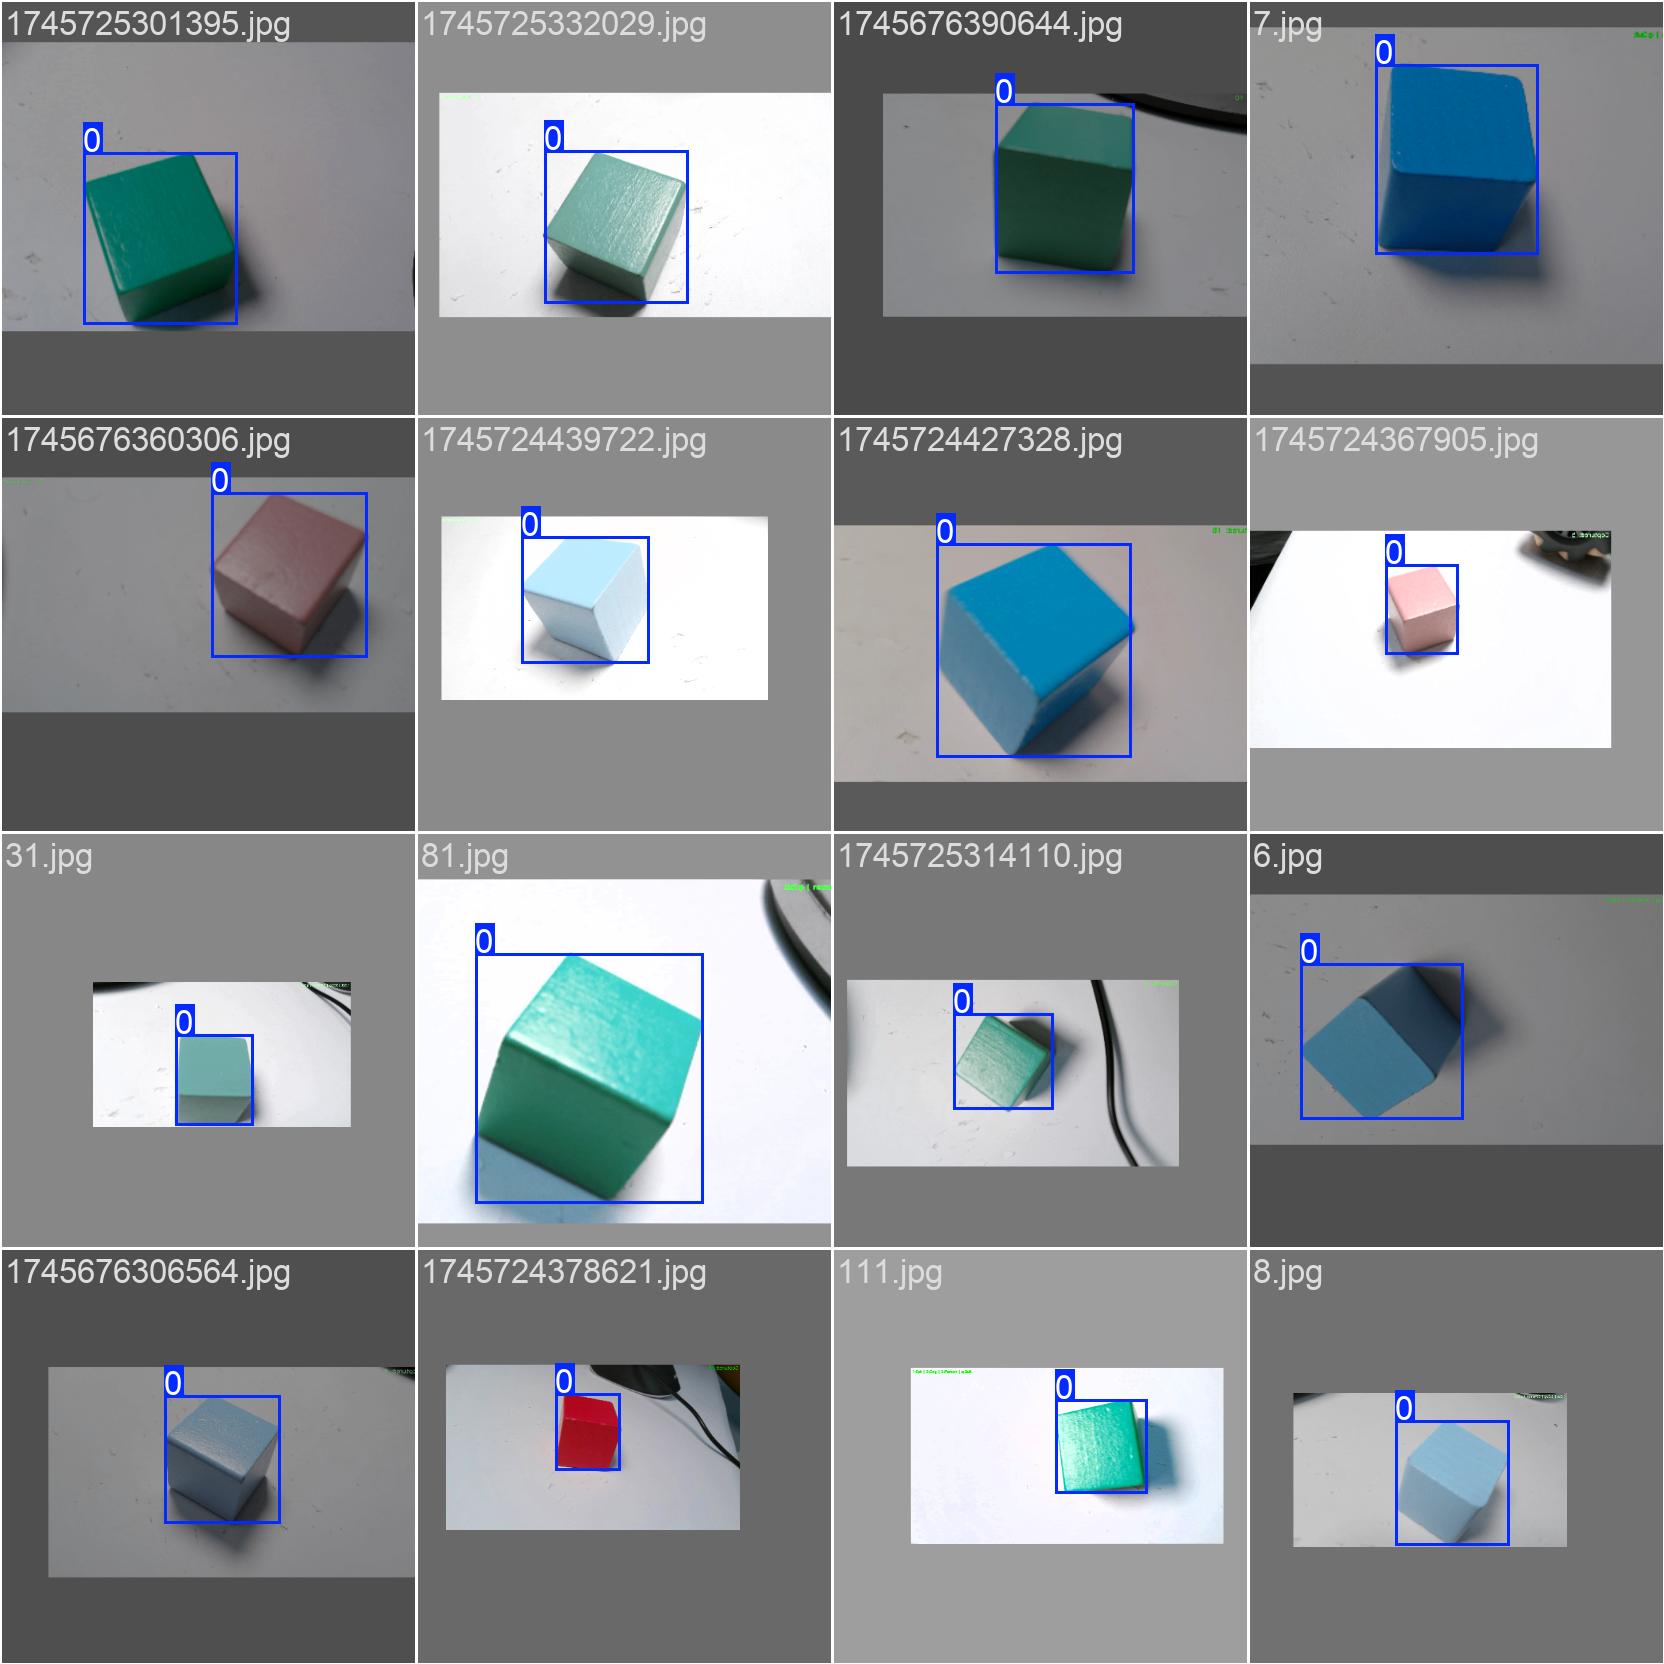 1745725301395.jpg
1745725332029.jpg
1745676390644.jpg
7.jpg
0
0
0
0
1745676360306.jpg
1745724439722.jpg
1745724427328.jpg
1745724367905.jpg
0
0
0
0
31.jpg
81.jpg
1745725314110.jpg
6.jpg
0
0
0
0
1745676306564.jpg
1745724378621.jpg
111.jpg
8.jpg
0
0
0
0